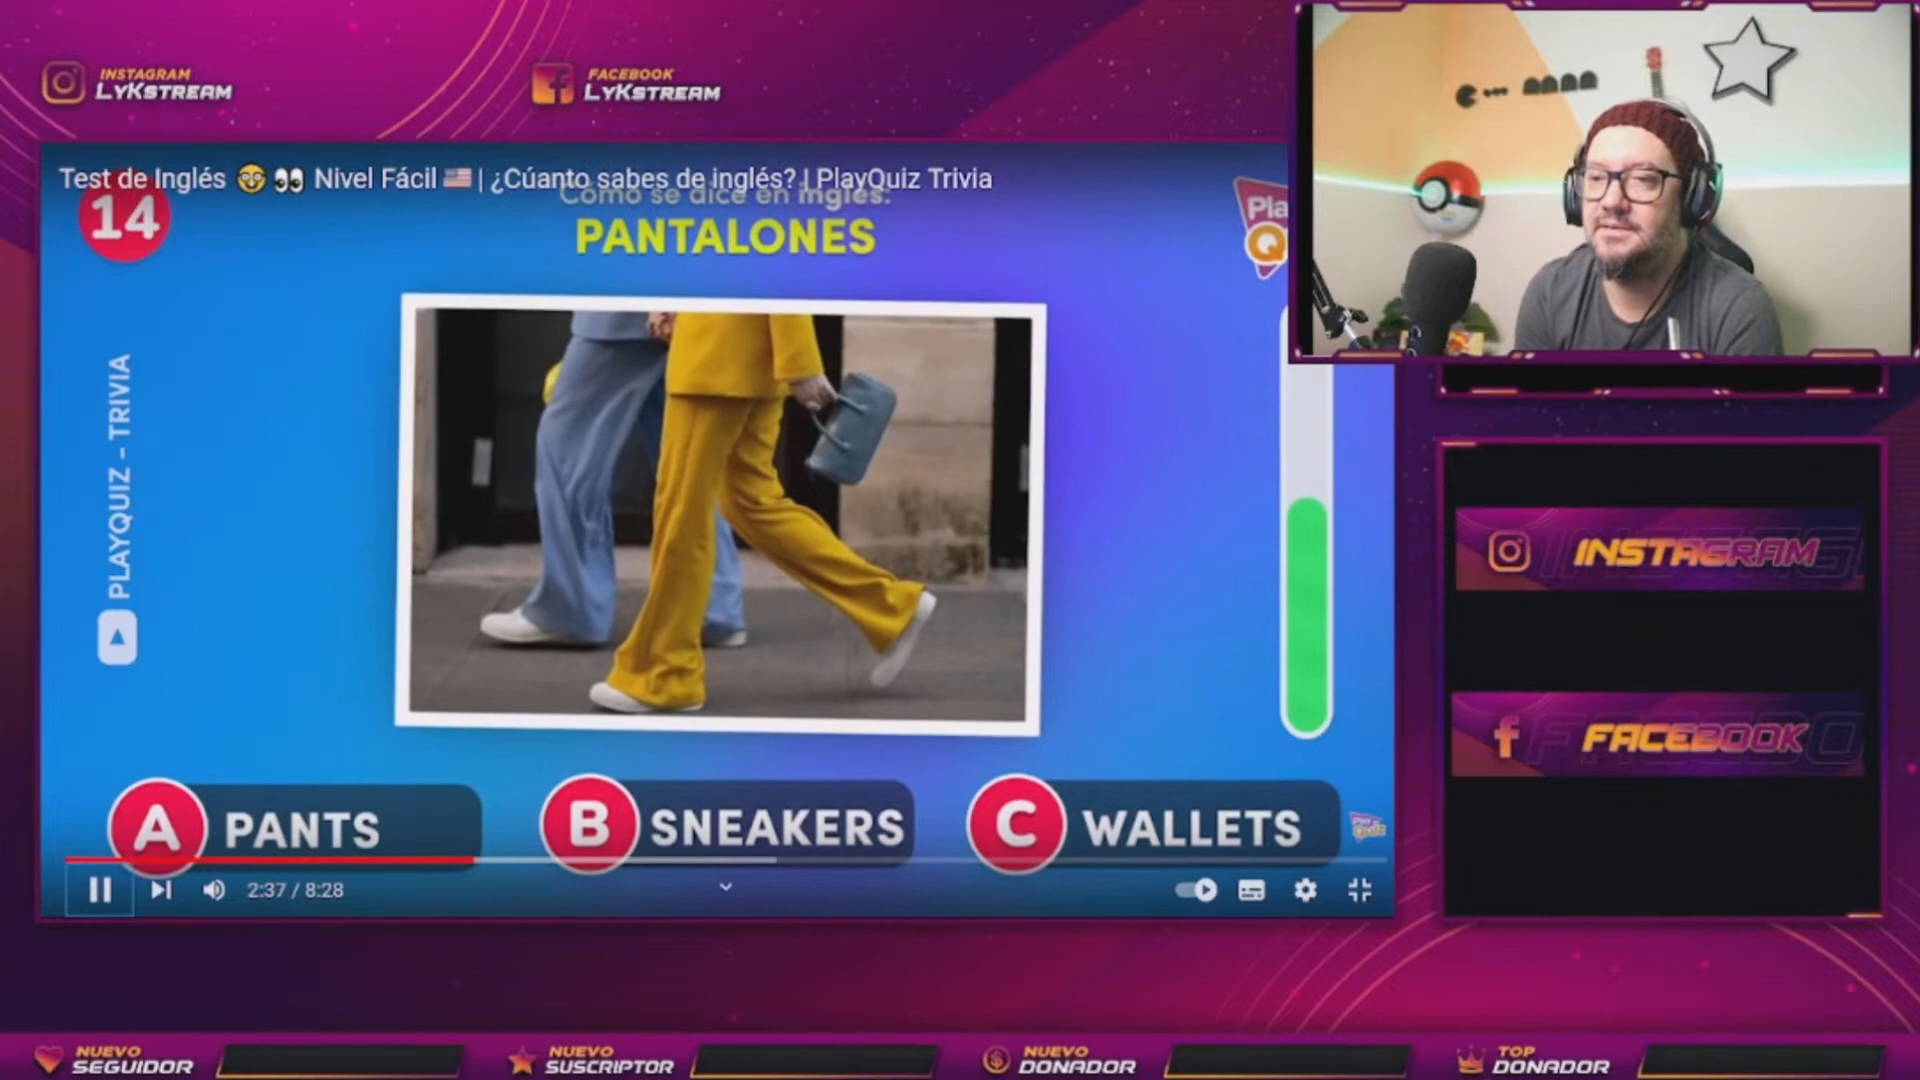 INSTAGRAM
LYKSTREAM
FACEBOOK
LYKSTREAM
Test de Inglés 🤓 👀 Nivel Fácil 🇺🇸 | ¿Cúanto sabes de inglés? | PlayQuiz Trivia
14
Cómo se dice en inglés:
PANTALONES
Pla
Q
PLAYQUIZ - TRIVIA
A PANTS
B SNEAKERS
C WALLETS
2:37 / 8:28
INSTAGRAM
FACEBOOK
NUEVO
SEGUIDOR
NUEVO
SUSCRIPTOR
NUEVO
DONADOR
TOP
DONADOR